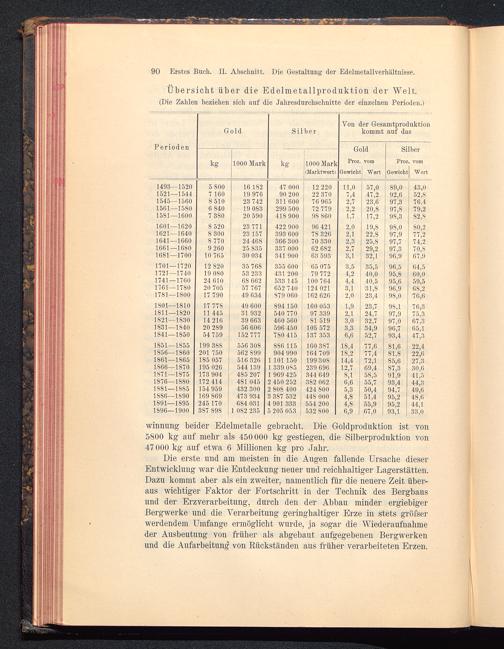 90 Erstes Buch. II. Abschnitt. Die Gestaltung der Edelmetallverhältnisse.
Übersicht über die Edelmetallproduktion der Welt.
(Die Zahlen beziehen sich auf die Jahresdurchschnitte der einzelnen Perioden.)
Perioden Gold Silber Von der Gesamtproduktion
kommt auf das
Gold Silber
kg 1000 Mark kg 1000 Mark Proz. vom Proz. vom
(Marktwert) Gewicht Wert Gewicht Wert
1493—1520 5 800 16 182 47 000 12 220 11,0 57,0 89,0 43,0
1521—1544 7 160 19 976 90 200 22 370 7,4 47,2 92,6 52,8
1545—1560 8 510 23 742 311 600 76 965 2,7 23,6 97,3 76,4
1561—1580 6 840 19 083 299 500 72 779 2,2 20,8 97,8 79,2
1581—1600 7 380 20 590 418 900 98 860 1,7 17,2 98,3 82,8
1601—1620 8 520 23 771 422 900 96 421 2,0 19,8 98,0 80,2
1621—1640 8 300 23 157 393 600 78 326 2,1 22,8 97,9 77,2
1641—1660 8 770 24 468 366 300 70 330 2,3 25,8 97,7 74,2
1661—1680 9 260 25 835 337 000 62 682 2,7 29,2 97,3 70,8
1681—1700 10 765 30 034 341 900 63 593 3,1 32,1 96,9 67,9
1701—1720 12 820 35 768 355 600 65 075 3,5 35,5 96,5 64,5
1721—1740 19 080 53 233 431 200 79 772 4,2 40,0 95,8 60,0
1741—1760 24 610 68 662 533 145 100 764 4,4 40,5 95,6 59,5
1761—1780 20 705 57 767 652 740 124 021 3,1 31,8 96,9 68,2
1781—1800 17 790 49 634 879 060 162 626 2,0 23,4 98,0 76,6
1801—1810 17 778 49 600 894 150 160 053 1,9 23,7 98,1 76,3
1811—1820 11 445 31 932 540 770 97 339 2,1 24,7 97,9 75,3
1821—1830 14 216 39 663 460 560 81 519 3,0 32,7 97,0 67,3
1831—1840 20 289 56 606 596 450 105 572 3,3 34,9 96,7 65,1
1841—1850 54 759 152 777 780 415 137 353 6,6 52,7 93,4 47,3
1851—1855 199 388 556 308 886 115 160 387 18,4 77,6 81,6 22,4
1856—1860 201 750 562 899 904 990 164 709 18,2 77,4 81,8 22,6
1861—1865 185 057 516 326 1 101 150 199 308 14,4 72,1 85,6 27,3
1866—1870 195 026 544 139 1 339 085 239 696 12,7 69,4 87,3 30,6
1871—1875 173 904 485 207 1 969 425 344 649 8,1 58,5 91,9 41,5
1876—1880 172 414 481 045 2 450 252 382 062 6,6 55,7 93,4 44,3
1881—1885 154 959 432 300 2 808 400 424 800 5,3 50,4 94,7 49,6
1886—1890 169 869 473 934 3 387 532 448 000 4,8 51,4 95,2 48,6
1891—1895 245 170 684 031 4 901 333 554 200 4,8 55,9 95,2 44,1
1896—1900 387 898 1 082 235 5 205 053 532 800 6,9 67,0 93,1 33,0
winnung beider Edelmetalle gebracht. Die Goldproduktion ist von
5800 kg auf mehr als 450 000 kg gestiegen, die Silberproduktion von
47 000 kg auf etwa 6 Millionen kg pro Jahr.
Die erste und am meisten in die Augen fallende Ursache dieser
Entwicklung war die Entdeckung neuer und reichhaltiger Lagerstätten.
Dazu kommt aber als ein zweiter, namentlich für die neuere Zeit über-
aus wichtiger Faktor der Fortschritt in der Technik des Bergbaus
und der Erzverarbeitung, durch den der Abbau minder ergiebiger
Bergwerke und die Verarbeitung geringhaltiger Erze in stets größer
werdendem Umfange ermöglicht wurde, ja sogar die Wiederaufnahme
der Ausbeutung von früher als abgebaut aufgegebenen Bergwerken
und die Aufarbeitung von Rückständen aus früher verarbeiteten Erzen.